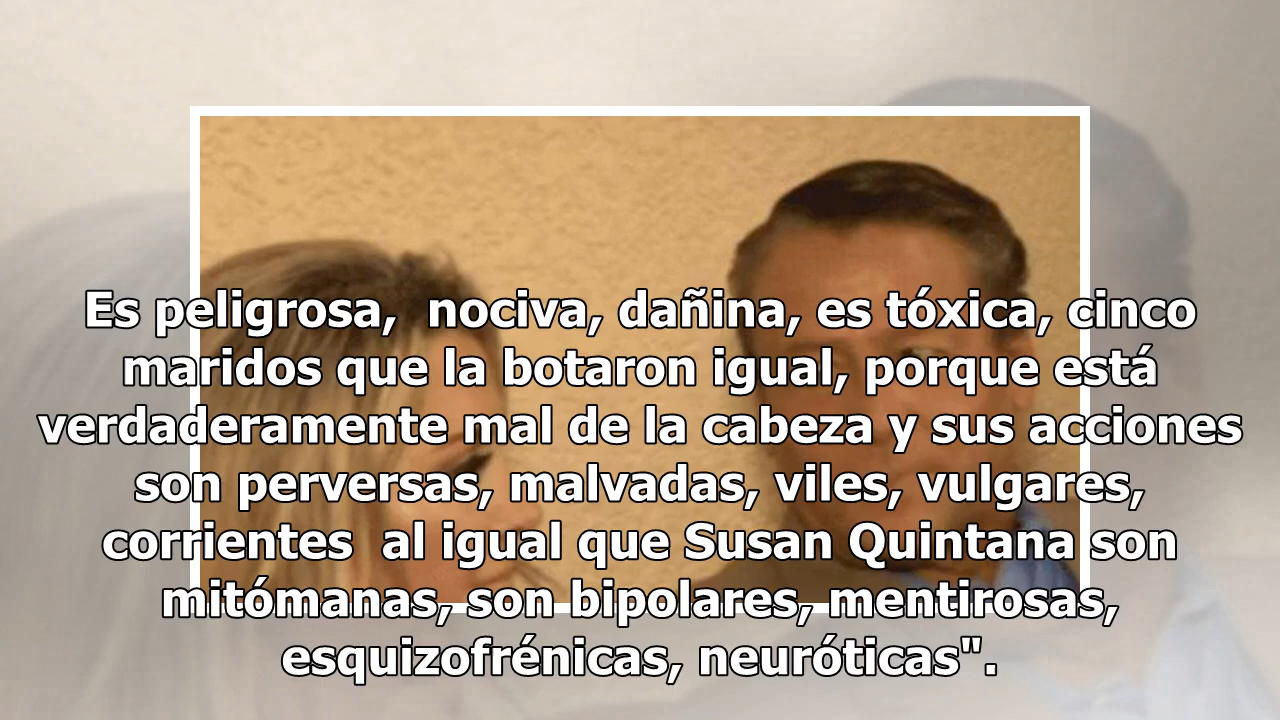 Es peligrosa,  nociva, dañina, es tóxica, cinco
maridos que la botaron igual, porque está
verdaderamente mal de la cabeza y sus acciones
son perversas, malvadas, viles, vulgares,
corrientes  al igual que Susan Quintana son
mitómanas, son bipolares, mentirosas,
esquizofrénicas, neuróticas".